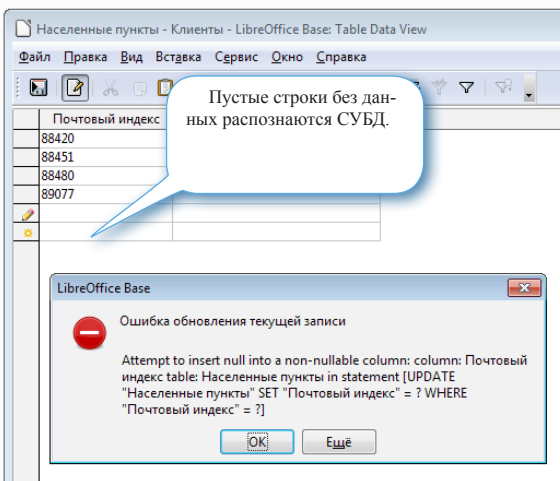 Населенные пункты - Клиенты - LibreOffice Base: Table Data View
Файл Правка Вид Вставка Сервис Окно Справка
Пустые строки без дан-
ных распознаются СУБД.
Почтовый индекс
88420
88451
88480
89077
LibreOffice Base
Ошибка обновления текущей записи
Attempt to insert null into a non-nullable column: column: Почтовый
индекс table: Населенные пункты in statement [UPDATE
"Населенные пункты" SET "Почтовый индекс" = ? WHERE
"Почтовый индекс" = ?]
OK Ещё